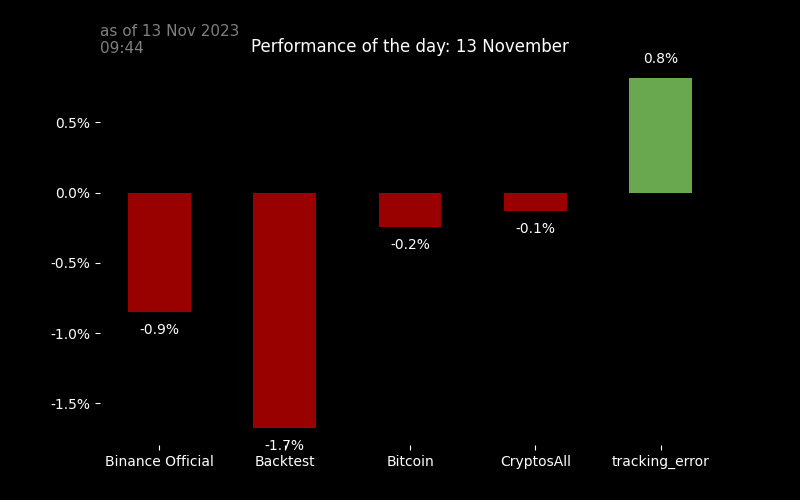 as of 13 Nov 2023
09:44
Performance of the day: 13 November
0.8%
0.5%
0.0%
-0.5%
-1.0%
-1.5%
-0.9%
-1.7%
-0.2%
-0.1%
Binance Official
Backtest
Bitcoin
CryptosAll
tracking_error